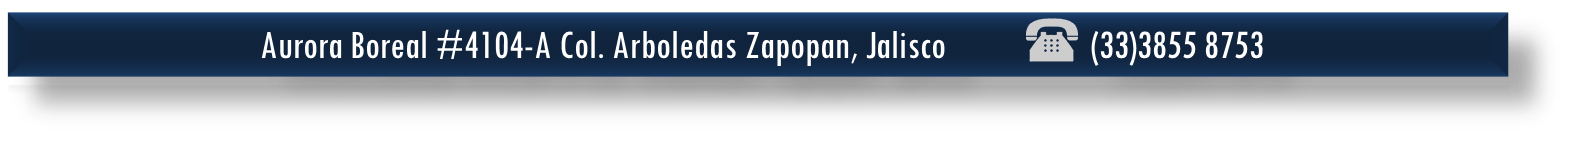 Aurora Boreal #4104-A Col. Arboledas Zapopan, Jalisco (33)3855 8753